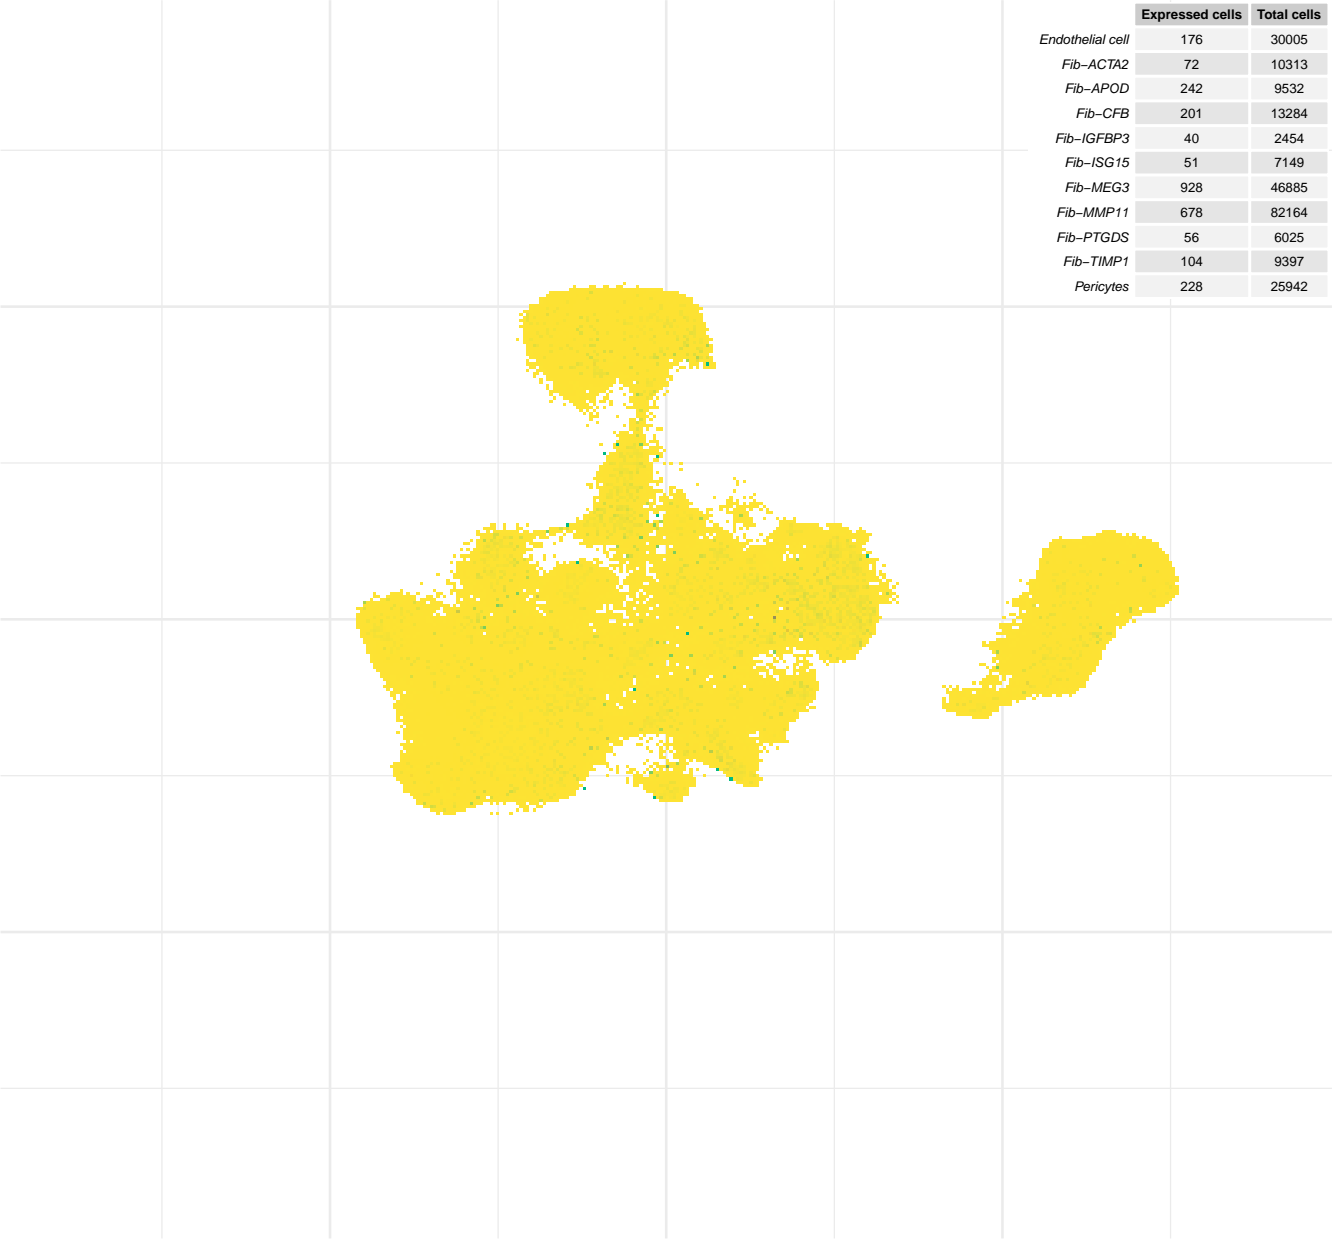 Expressed cells Total cells
Endothelial cell 176 30005
Fib−ACTA2 72 10313
Fib−APOD 242 9532
Fib−CFB 201 13284
Fib−IGFBP3 40 2454
Fib−ISG15 51 7149
Fib−MEG3 928 46885
Fib−MMP11 678 82164
Fib−PTGDS 56 6025
Fib−TIMP1 104 9397
Pericytes 228 25942